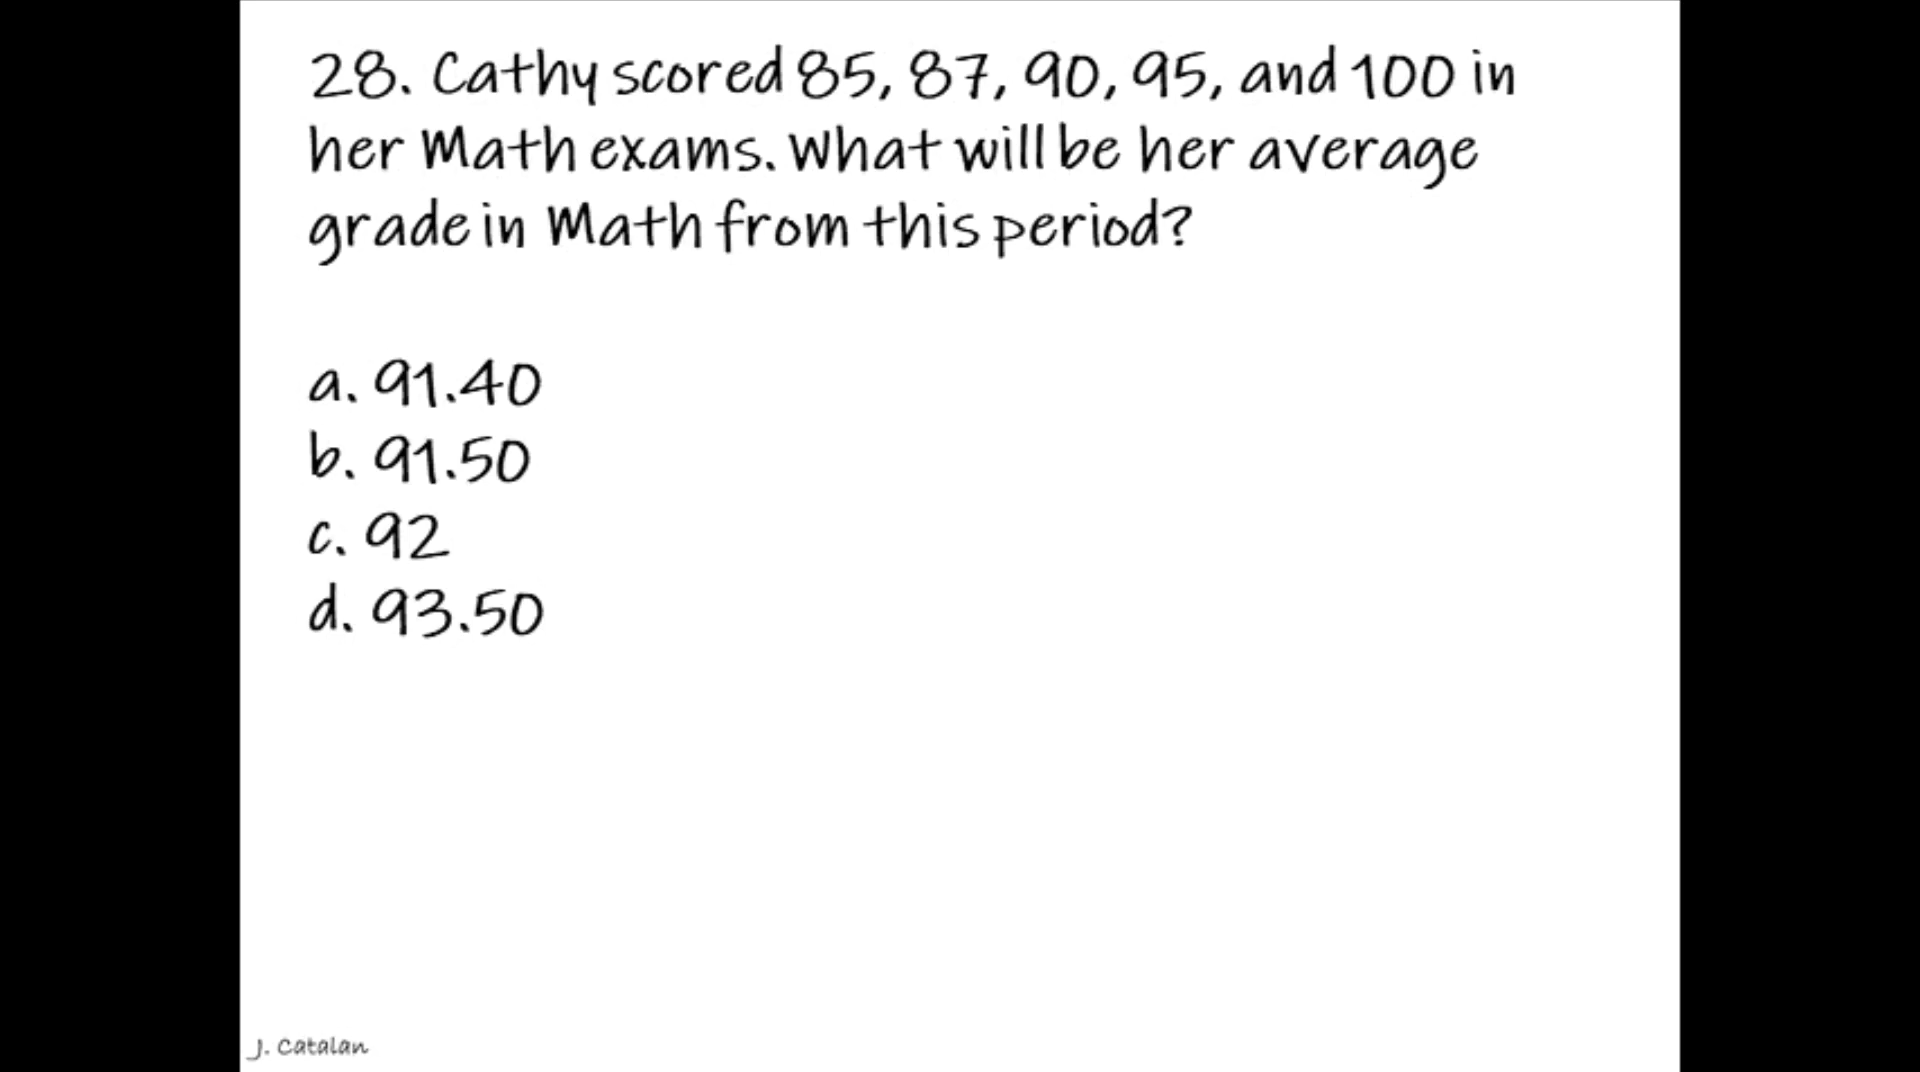 28. Cathy scored 85, 87, 90, 95, and 100 in
her Math exams. What will be her average
grade in Math from this period?
a. 91.40
b. 91.50
c. 92
d. 93.50
J. Catalan